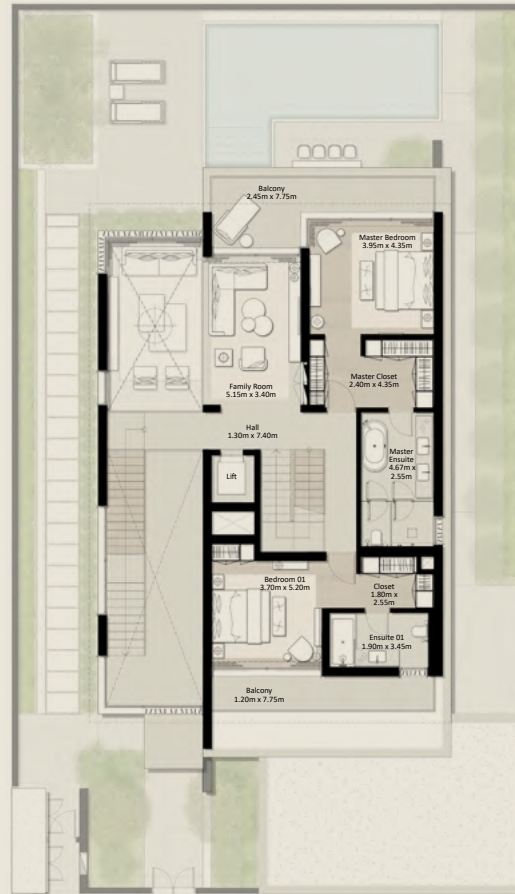 Balcony
2.45m x 7.75m
Master Bedroom
3.95m x 4.35m
Master Closet
2.40m x 4.35m
Family Room
5.15m x 3.40m
Hall
1.30m x 7.40m
Master
Ensuite
4.67m x
2.55m
Lift
Bedroom 01
3.70m x 5.20m
Closet
1.80m x
2.55m
Ensuite 01
1.90m x 3.45m
Balcony
1.20m x 7.75m